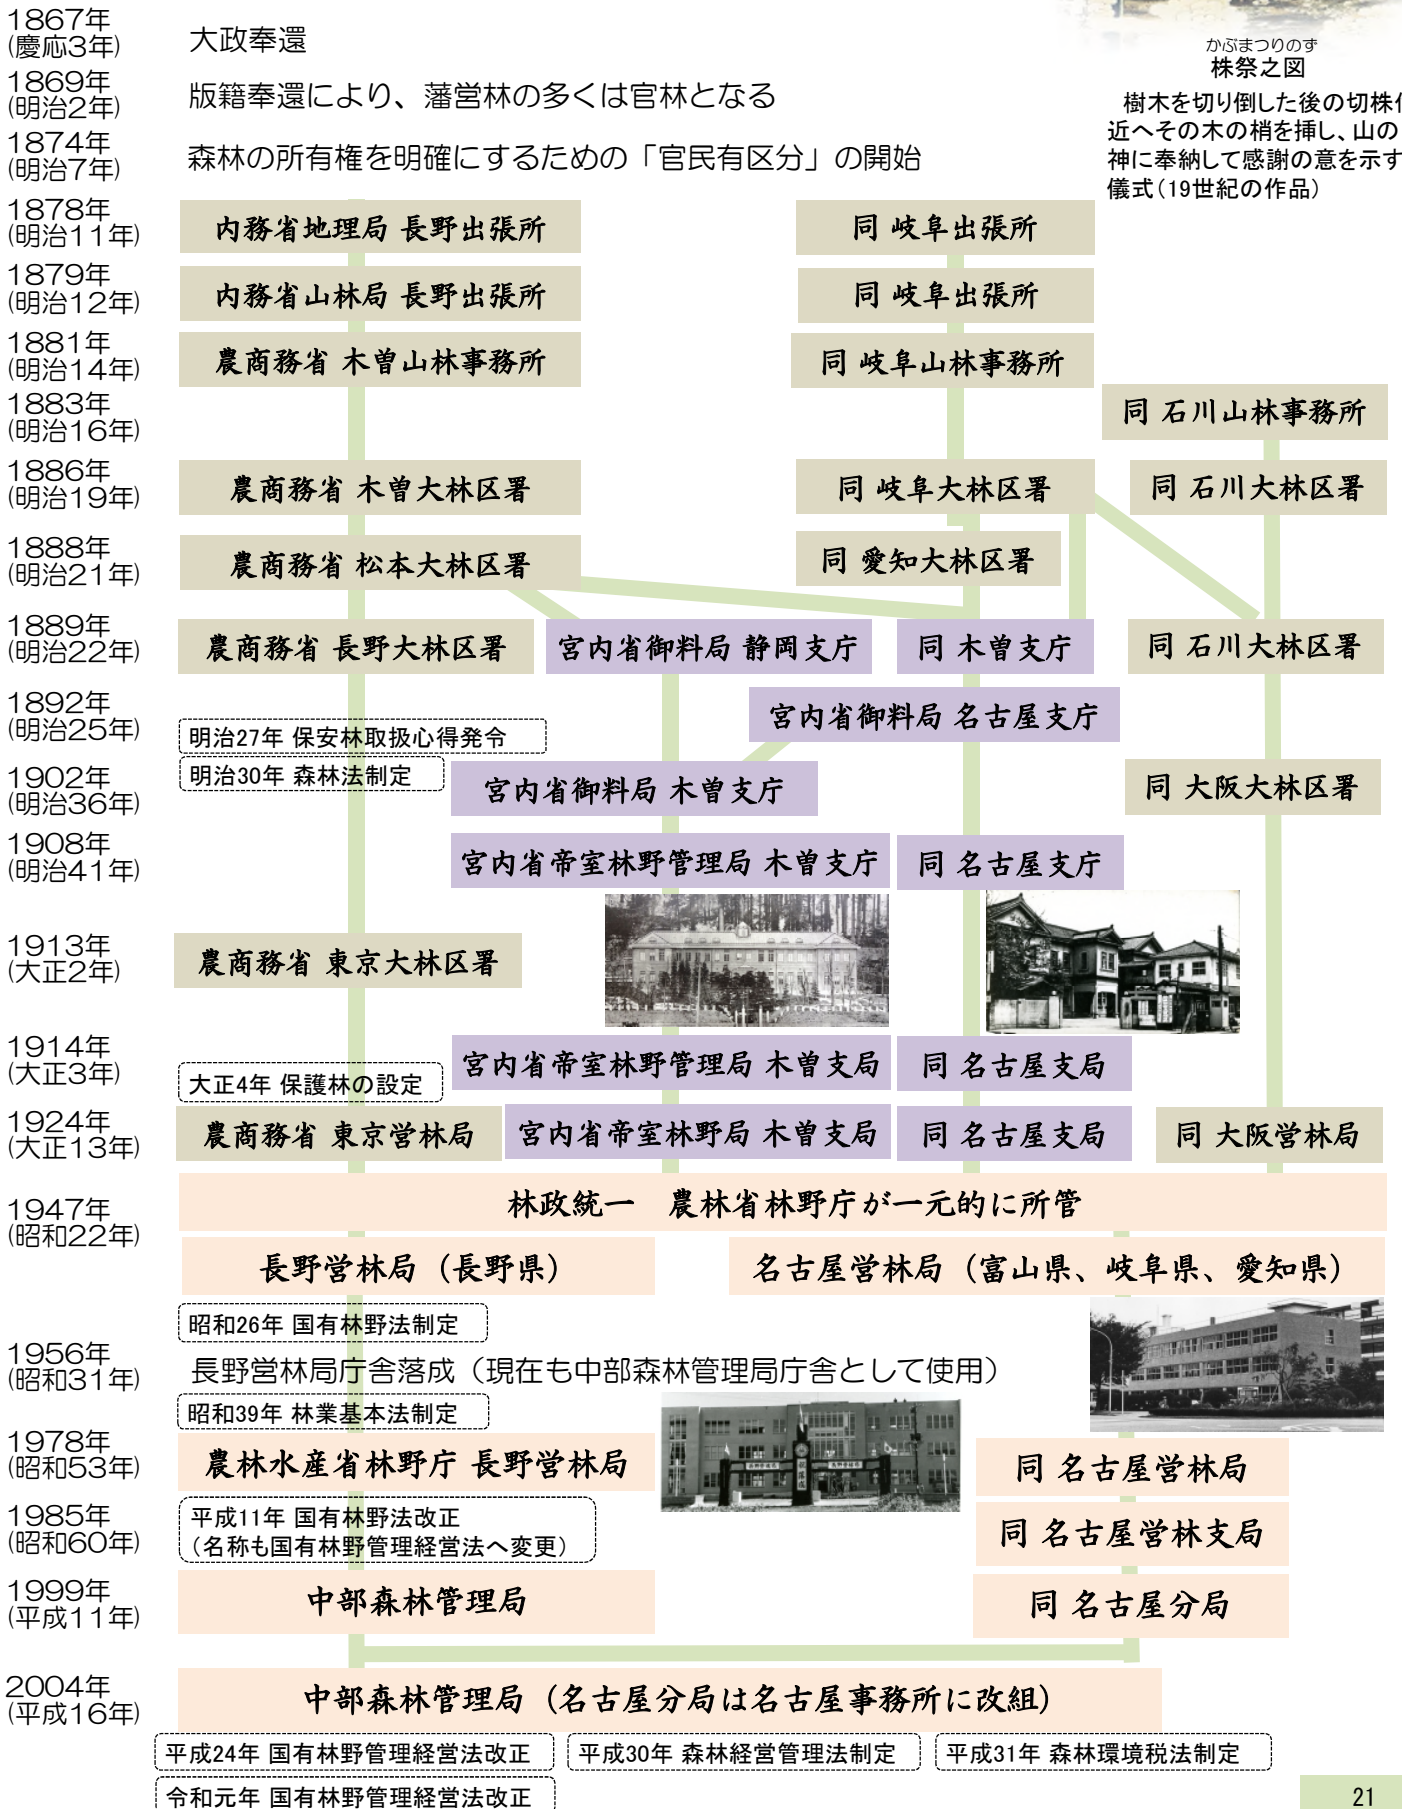 かぶまつりのず
株祭之図
樹木を切り倒した後の切株付
近へその木の梢を挿し、山の
神に奉納して感謝の意を示す
儀式（19世紀の作品）
1867年
(慶応3年)
大政奉還
1869年
(明治2年)
版籍奉還により、藩営林の多くは官林となる
1874年
(明治7年)
森林の所有権を明確にするための「官民有区分」の開始
1878年
(明治11年)
内務省地理局 長野出張所
同 岐阜出張所
1879年
(明治12年)
内務省山林局 長野出張所
同 岐阜出張所
1881年
(明治14年)
農商務省 木曽山林事務所
同 岐阜山林事務所
1883年
(明治16年)
同 石川山林事務所
1886年
(明治19年)
農商務省 木曽大林区署
同 岐阜大林区署
同 石川大林区署
1888年
(明治21年)
農商務省 松本大林区署
同 愛知大林区署
1889年
(明治22年)
農商務省 長野大林区署
宮内省御料局 静岡支庁
同 木曽支庁
同 石川大林区署
1892年
(明治25年)
宮内省御料局 名古屋支庁
明治27年 保安林取扱心得発令
明治30年 森林法制定
1902年
(明治36年)
宮内省御料局 木曽支庁
同 大阪大林区署
1908年
(明治41年)
宮内省帝室林野管理局 木曽支庁
同 名古屋支庁
1913年
(大正2年)
農商務省 東京大林区署
1914年
(大正3年)
宮内省帝室林野管理局 木曽支局
同 名古屋支局
大正4年 保護林の設定
1924年
(大正13年)
農商務省 東京営林局
宮内省帝室林野局 木曽支局
同 名古屋支局
同 大阪営林局
1947年
(昭和22年)
林政統一　農林省林野庁が一元的に所管
長野営林局（長野県）
名古屋営林局（富山県、岐阜県、愛知県）
昭和26年 国有林野法制定
1956年
(昭和31年)
長野営林局庁舎落成（現在も中部森林管理局庁舎として使用）
昭和39年 林業基本法制定
1978年
(昭和53年)
農林水産省林野庁 長野営林局
同 名古屋営林局
1985年
(昭和60年)
平成11年 国有林野法改正
（名称も国有林野管理経営法へ変更）
同 名古屋営林支局
1999年
(平成11年)
中部森林管理局
同 名古屋分局
2004年
(平成16年)
中部森林管理局（名古屋分局は名古屋事務所に改組）
平成24年 国有林野管理経営法改正
平成30年 森林経営管理法制定
平成31年 森林環境税法制定
令和元年 国有林野管理経営法改正
21